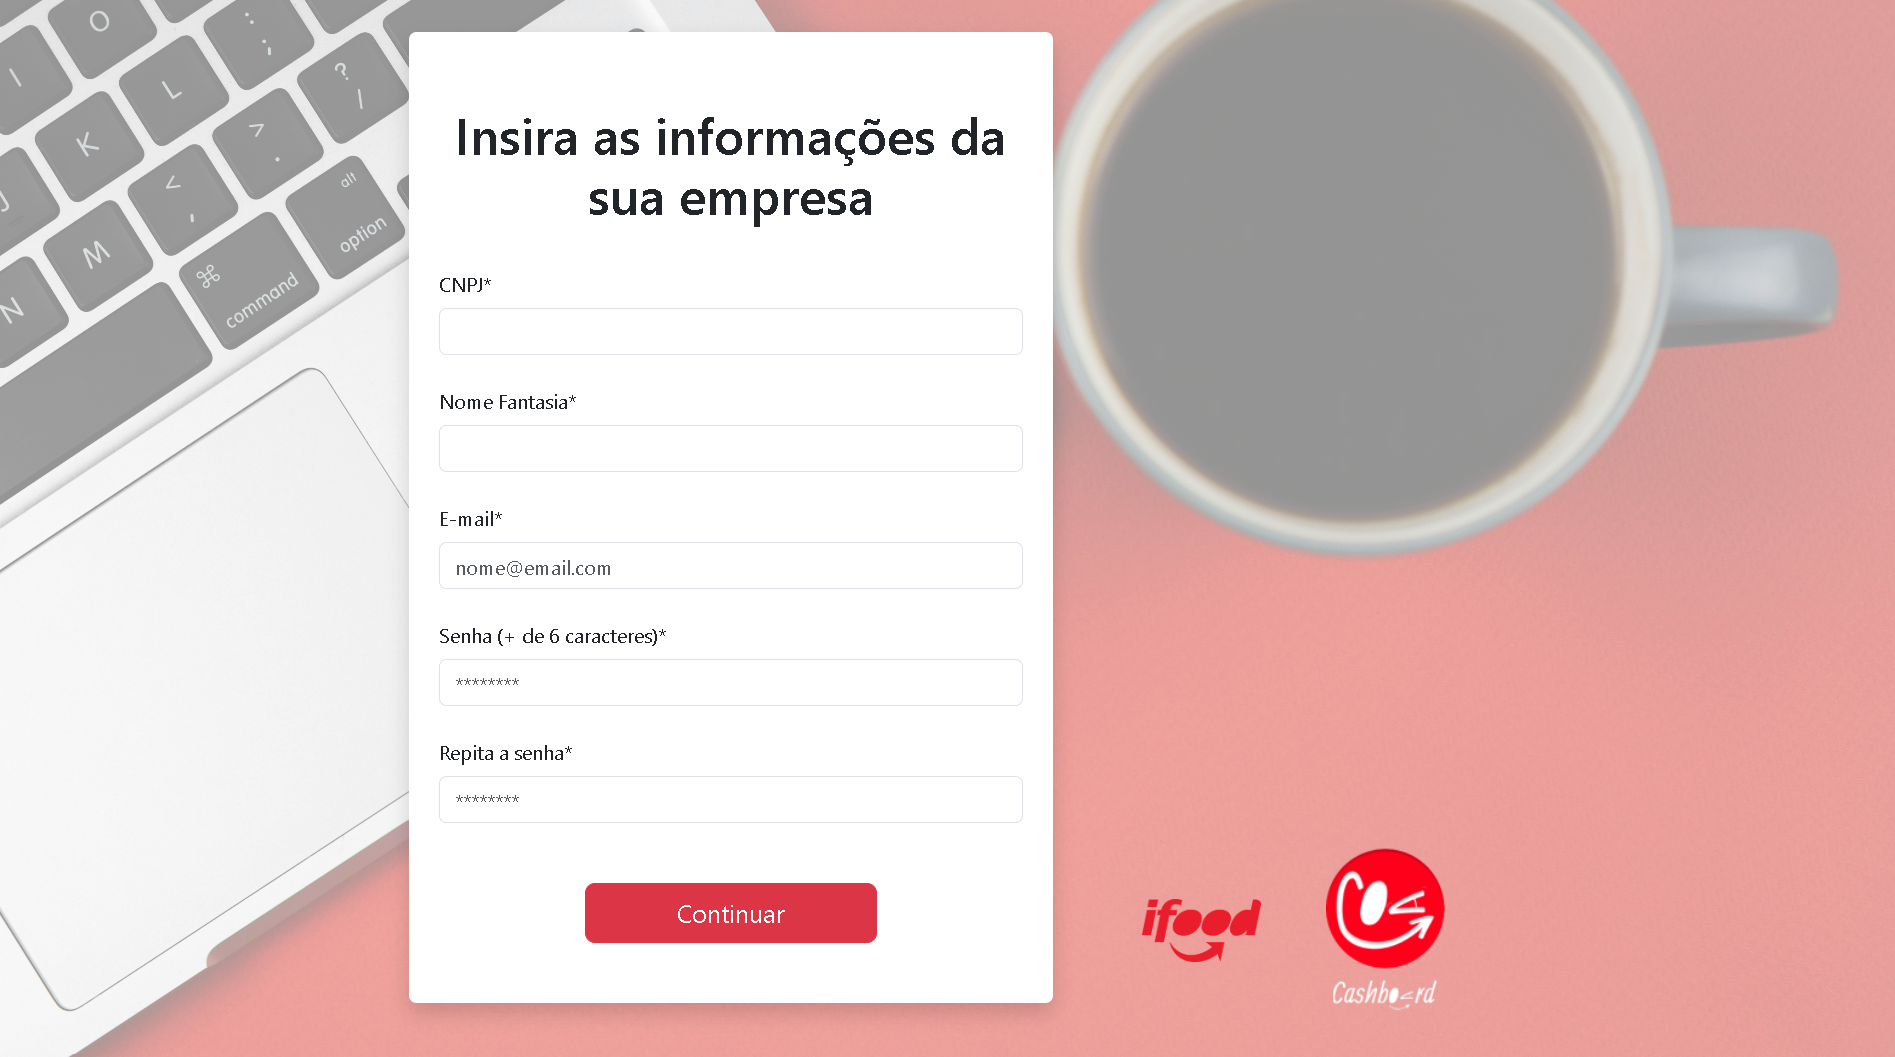 O
I
L
K
J
M
N
:
;
?
/
>
.
<
,
alt
option
⌘
command
Insira as informações da
sua empresa
CNPJ*
Nome Fantasia*
E-mail*
nome@email.com
Senha (+ de 6 caracteres)*
********
Repita a senha*
********
Continuar
ifood
Cashboard